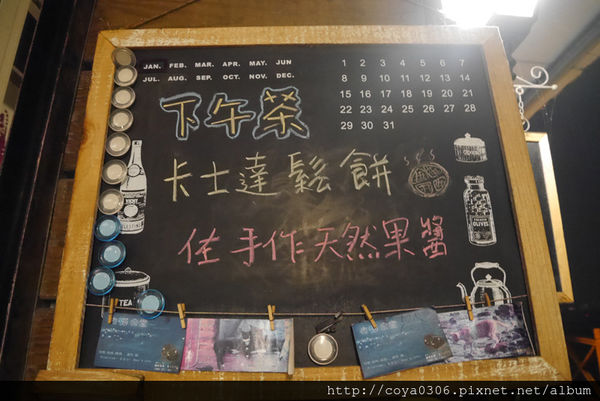 JAN. FEB. MAR. APR. MAY. JUN
JUL. AUG. SEP. OCT. NOV. DEC.
1 2 3 4 5 6 7
8 9 10 11 12 13 14
15 16 17 18 19 20 21
22 23 24 25 26 27 28
29 30 31
下午茶
卡士達鬆餅
佐手作天然果醬
VICHY
OLIVES
TEA
http://coya0306.pixnet.net/album